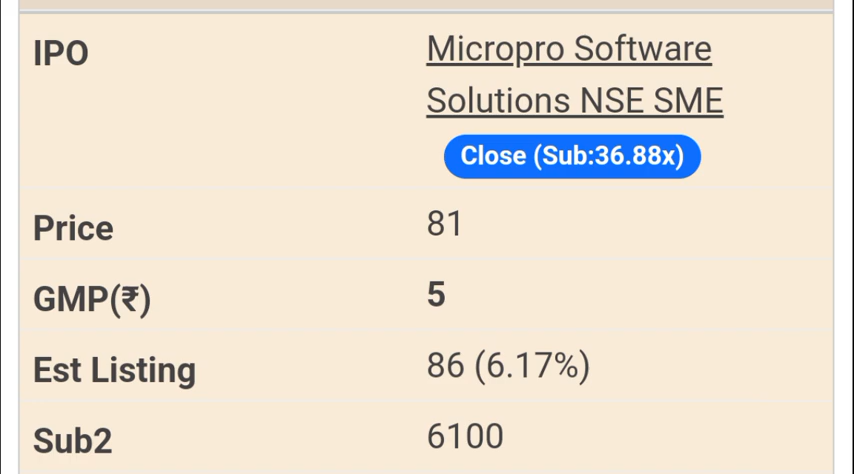 IPO
Micropro Software
Solutions NSE SME
Close (Sub:36.88x)
Price
81
GMP(₹)
5
Est Listing
86 (6.17%)
Sub2
6100